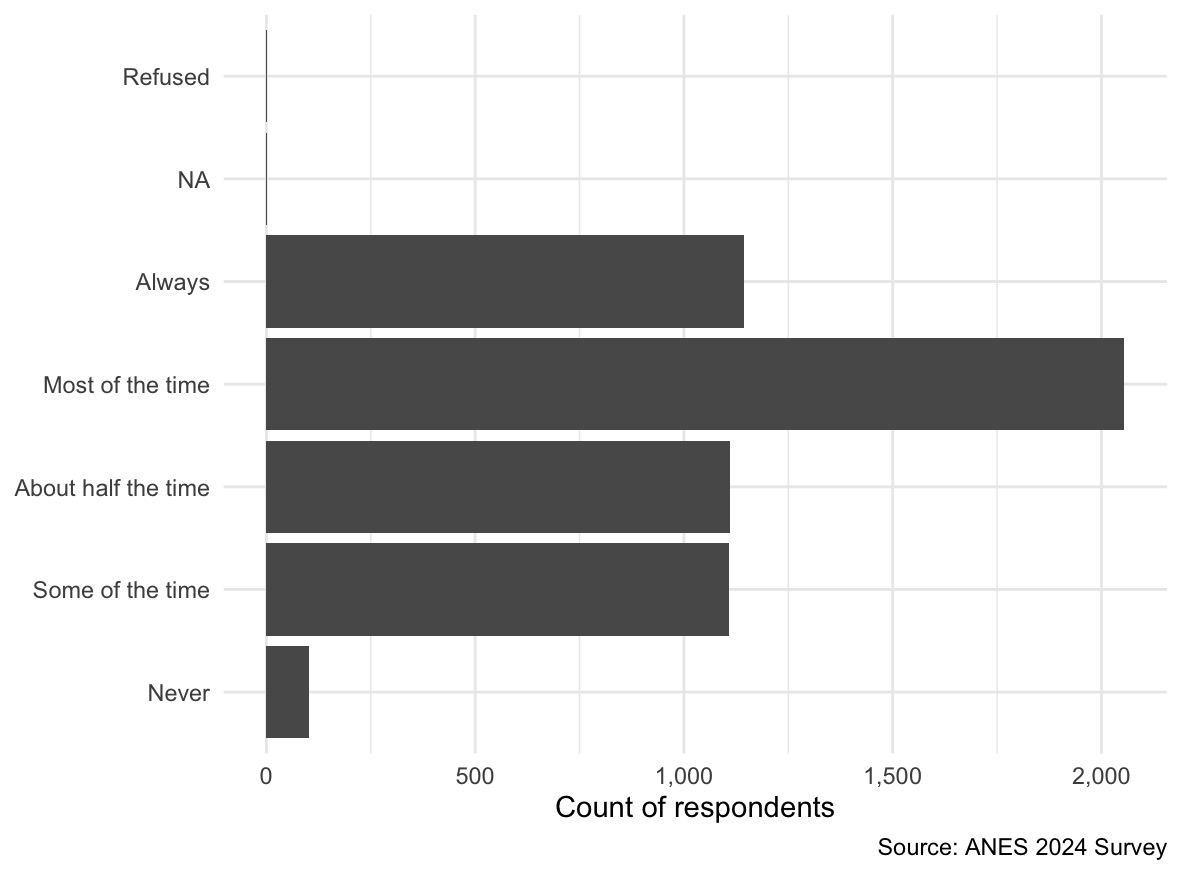 Refused
NA
Always
Most of the time
About half the time
Some of the time
Never
0 500 1,000 1,500 2,000
Count of respondents
Source: ANES 2024 Survey